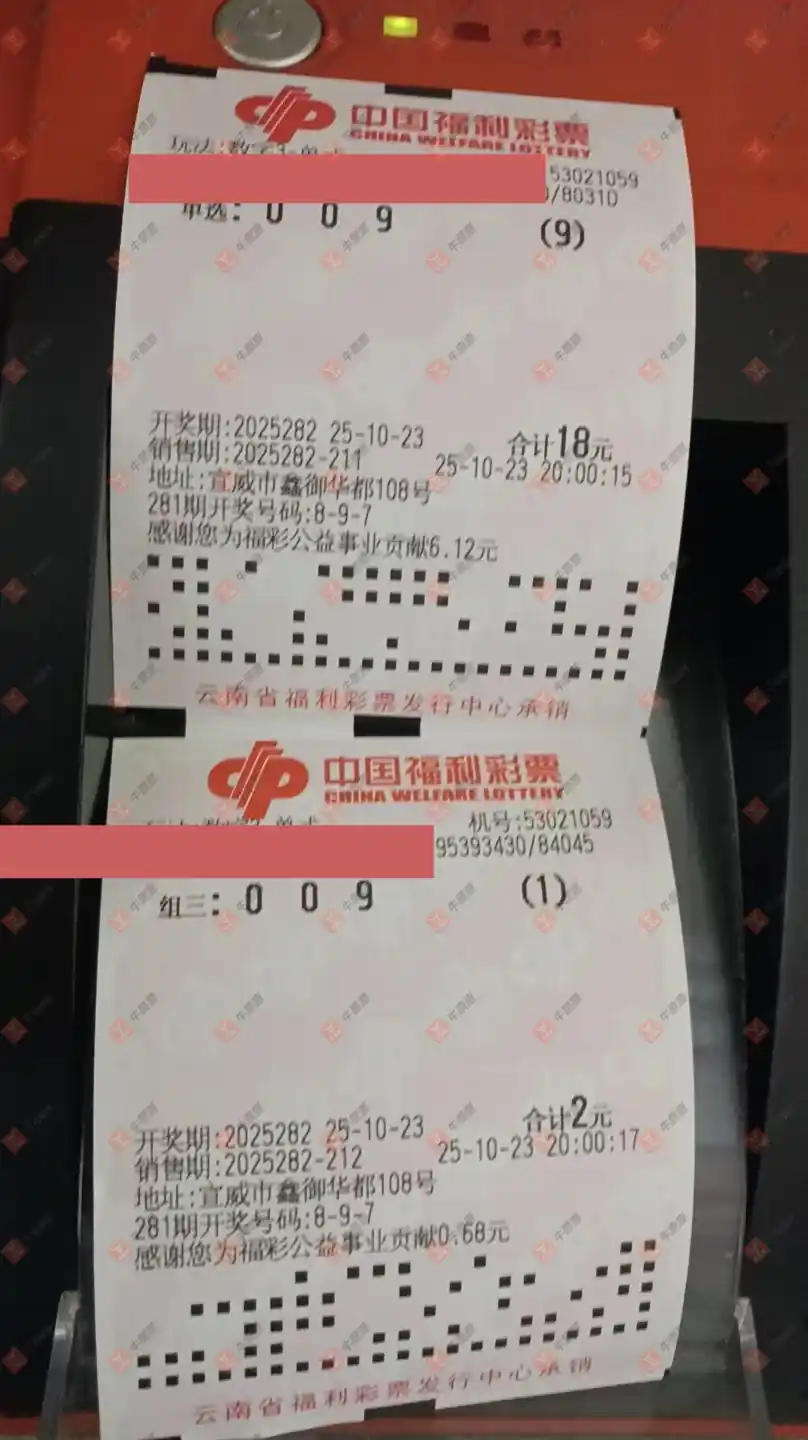 中国福利彩票
CHINA WELFARE LOTTERY
53021059
/80310
单选: 0 0 9 (9)
开奖期:2025282 25-10-23 合计18元
销售期:2025282-211 25-10-23 20:00:15
地址:宣威市鑫御华都108号
281期开奖号码:8-9-7
感谢您为福彩公益事业贡献6.12元
云南省福利彩票发行中心承销
中国福利彩票
CHINA WELFARE LOTTERY
机号:53021059
95393430/84045
组三: 0 0 9 (1)
开奖期:2025282 25-10-23 合计2元
销售期:2025282-212 25-10-23 20:00:17
地址:宣威市鑫御华都108号
281期开奖号码:8-9-7
感谢您为福彩公益事业贡献0.68元
云南省福利彩票发行中心承销